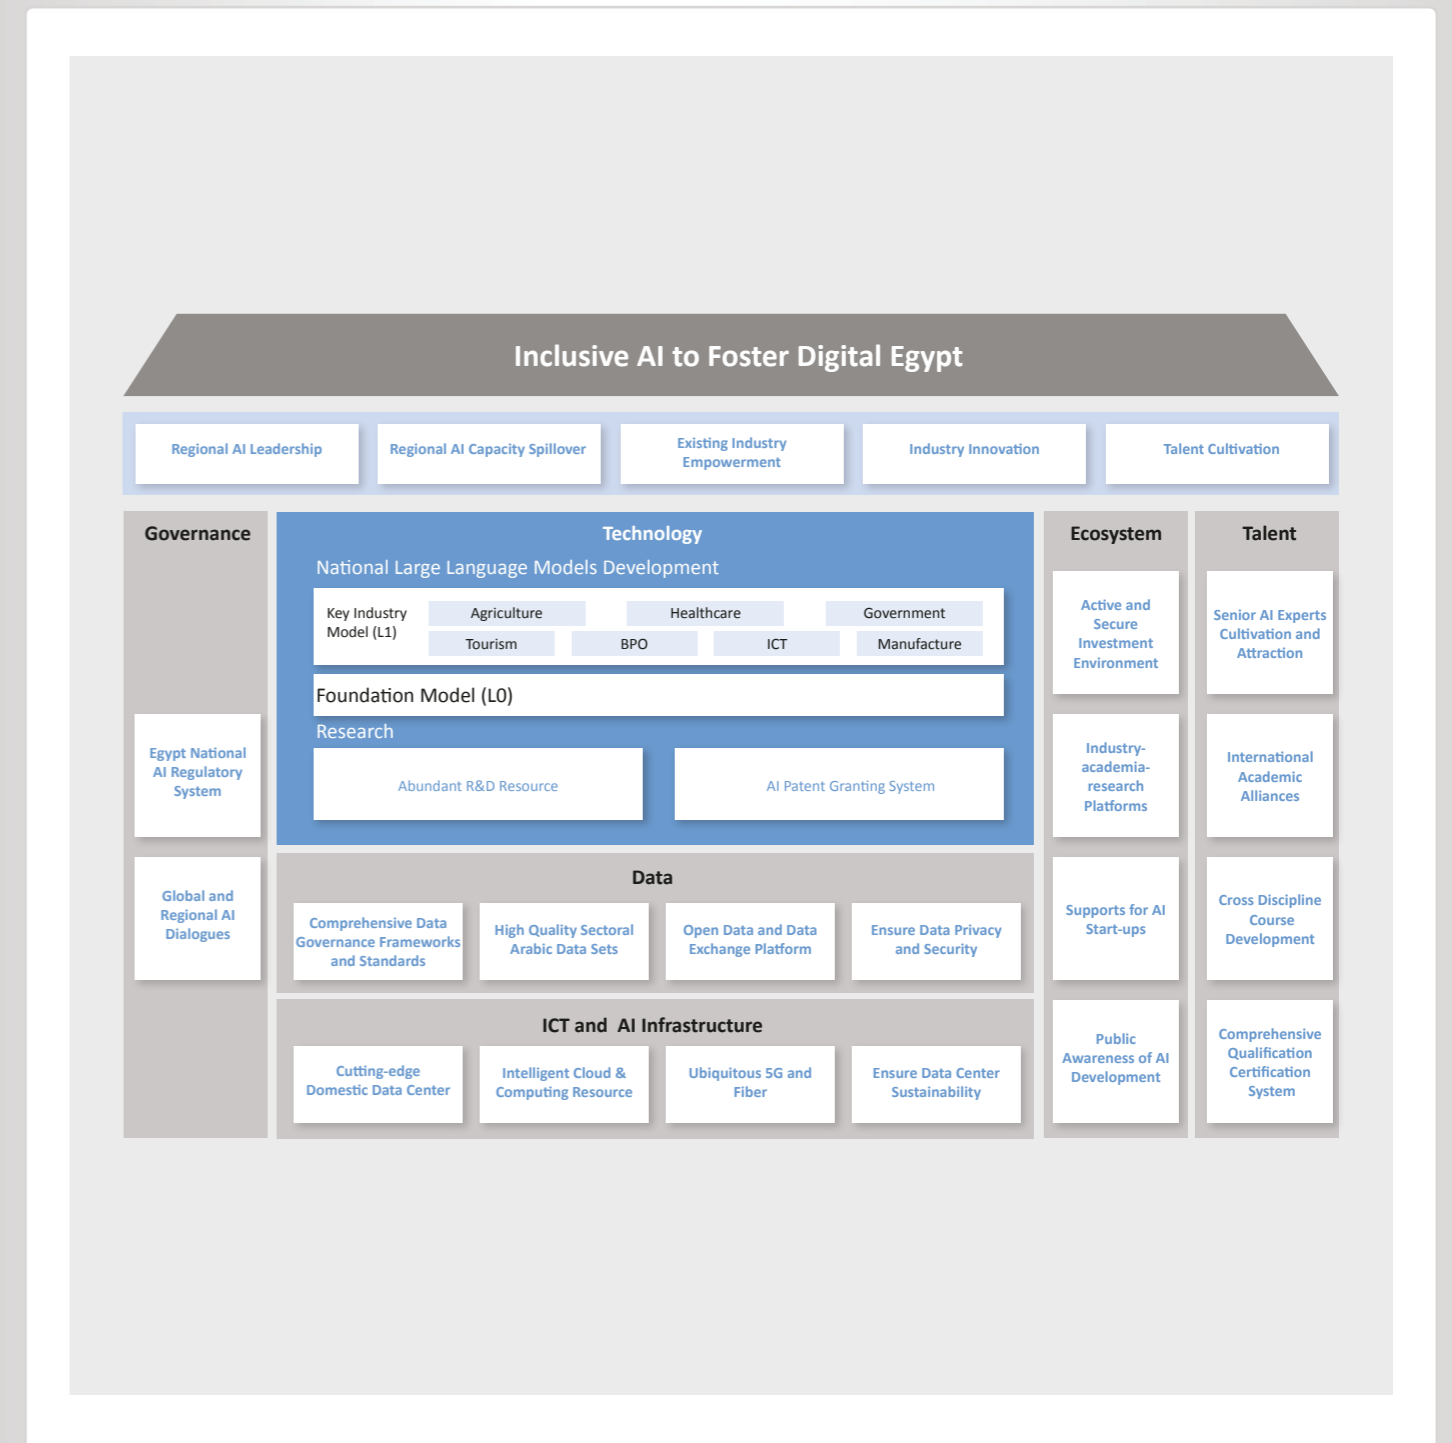 Inclusive AI to Foster Digital Egypt
Regional AI Leadership
Regional AI Capacity Spillover
Existing Industry
Empowerment
Industry Innovation
Talent Cultivation
Governance
Egypt National
AI Regulatory
System
Global and
Regional AI
Dialogues
Technology
National Large Language Models Development
Key Industry
Model (L1)
Agriculture
Healthcare
Government
Tourism
BPO
ICT
Manufacture
Foundation Model (L0)
Research
Abundant R&D Resource
AI Patent Granting System
Data
Comprehensive Data
Governance Frameworks
and Standards
High Quality Sectoral
Arabic Data Sets
Open Data and Data
Exchange Platform
Ensure Data Privacy
and Security
ICT and  AI Infrastructure
Cutting-edge
Domestic Data Center
Intelligent Cloud &
Computing Resource
Ubiquitous 5G and
Fiber
Ensure Data Center
Sustainability
Ecosystem
Active and
Secure
Investment
Environment
Industry-
academia-
research
Platforms
Supports for AI
Start-ups
Public
Awareness of AI
Development
Talent
Senior AI Experts
Cultivation and
Attraction
International
Academic
Alliances
Cross Discipline
Course
Development
Comprehensive
Qualification
Certification
System